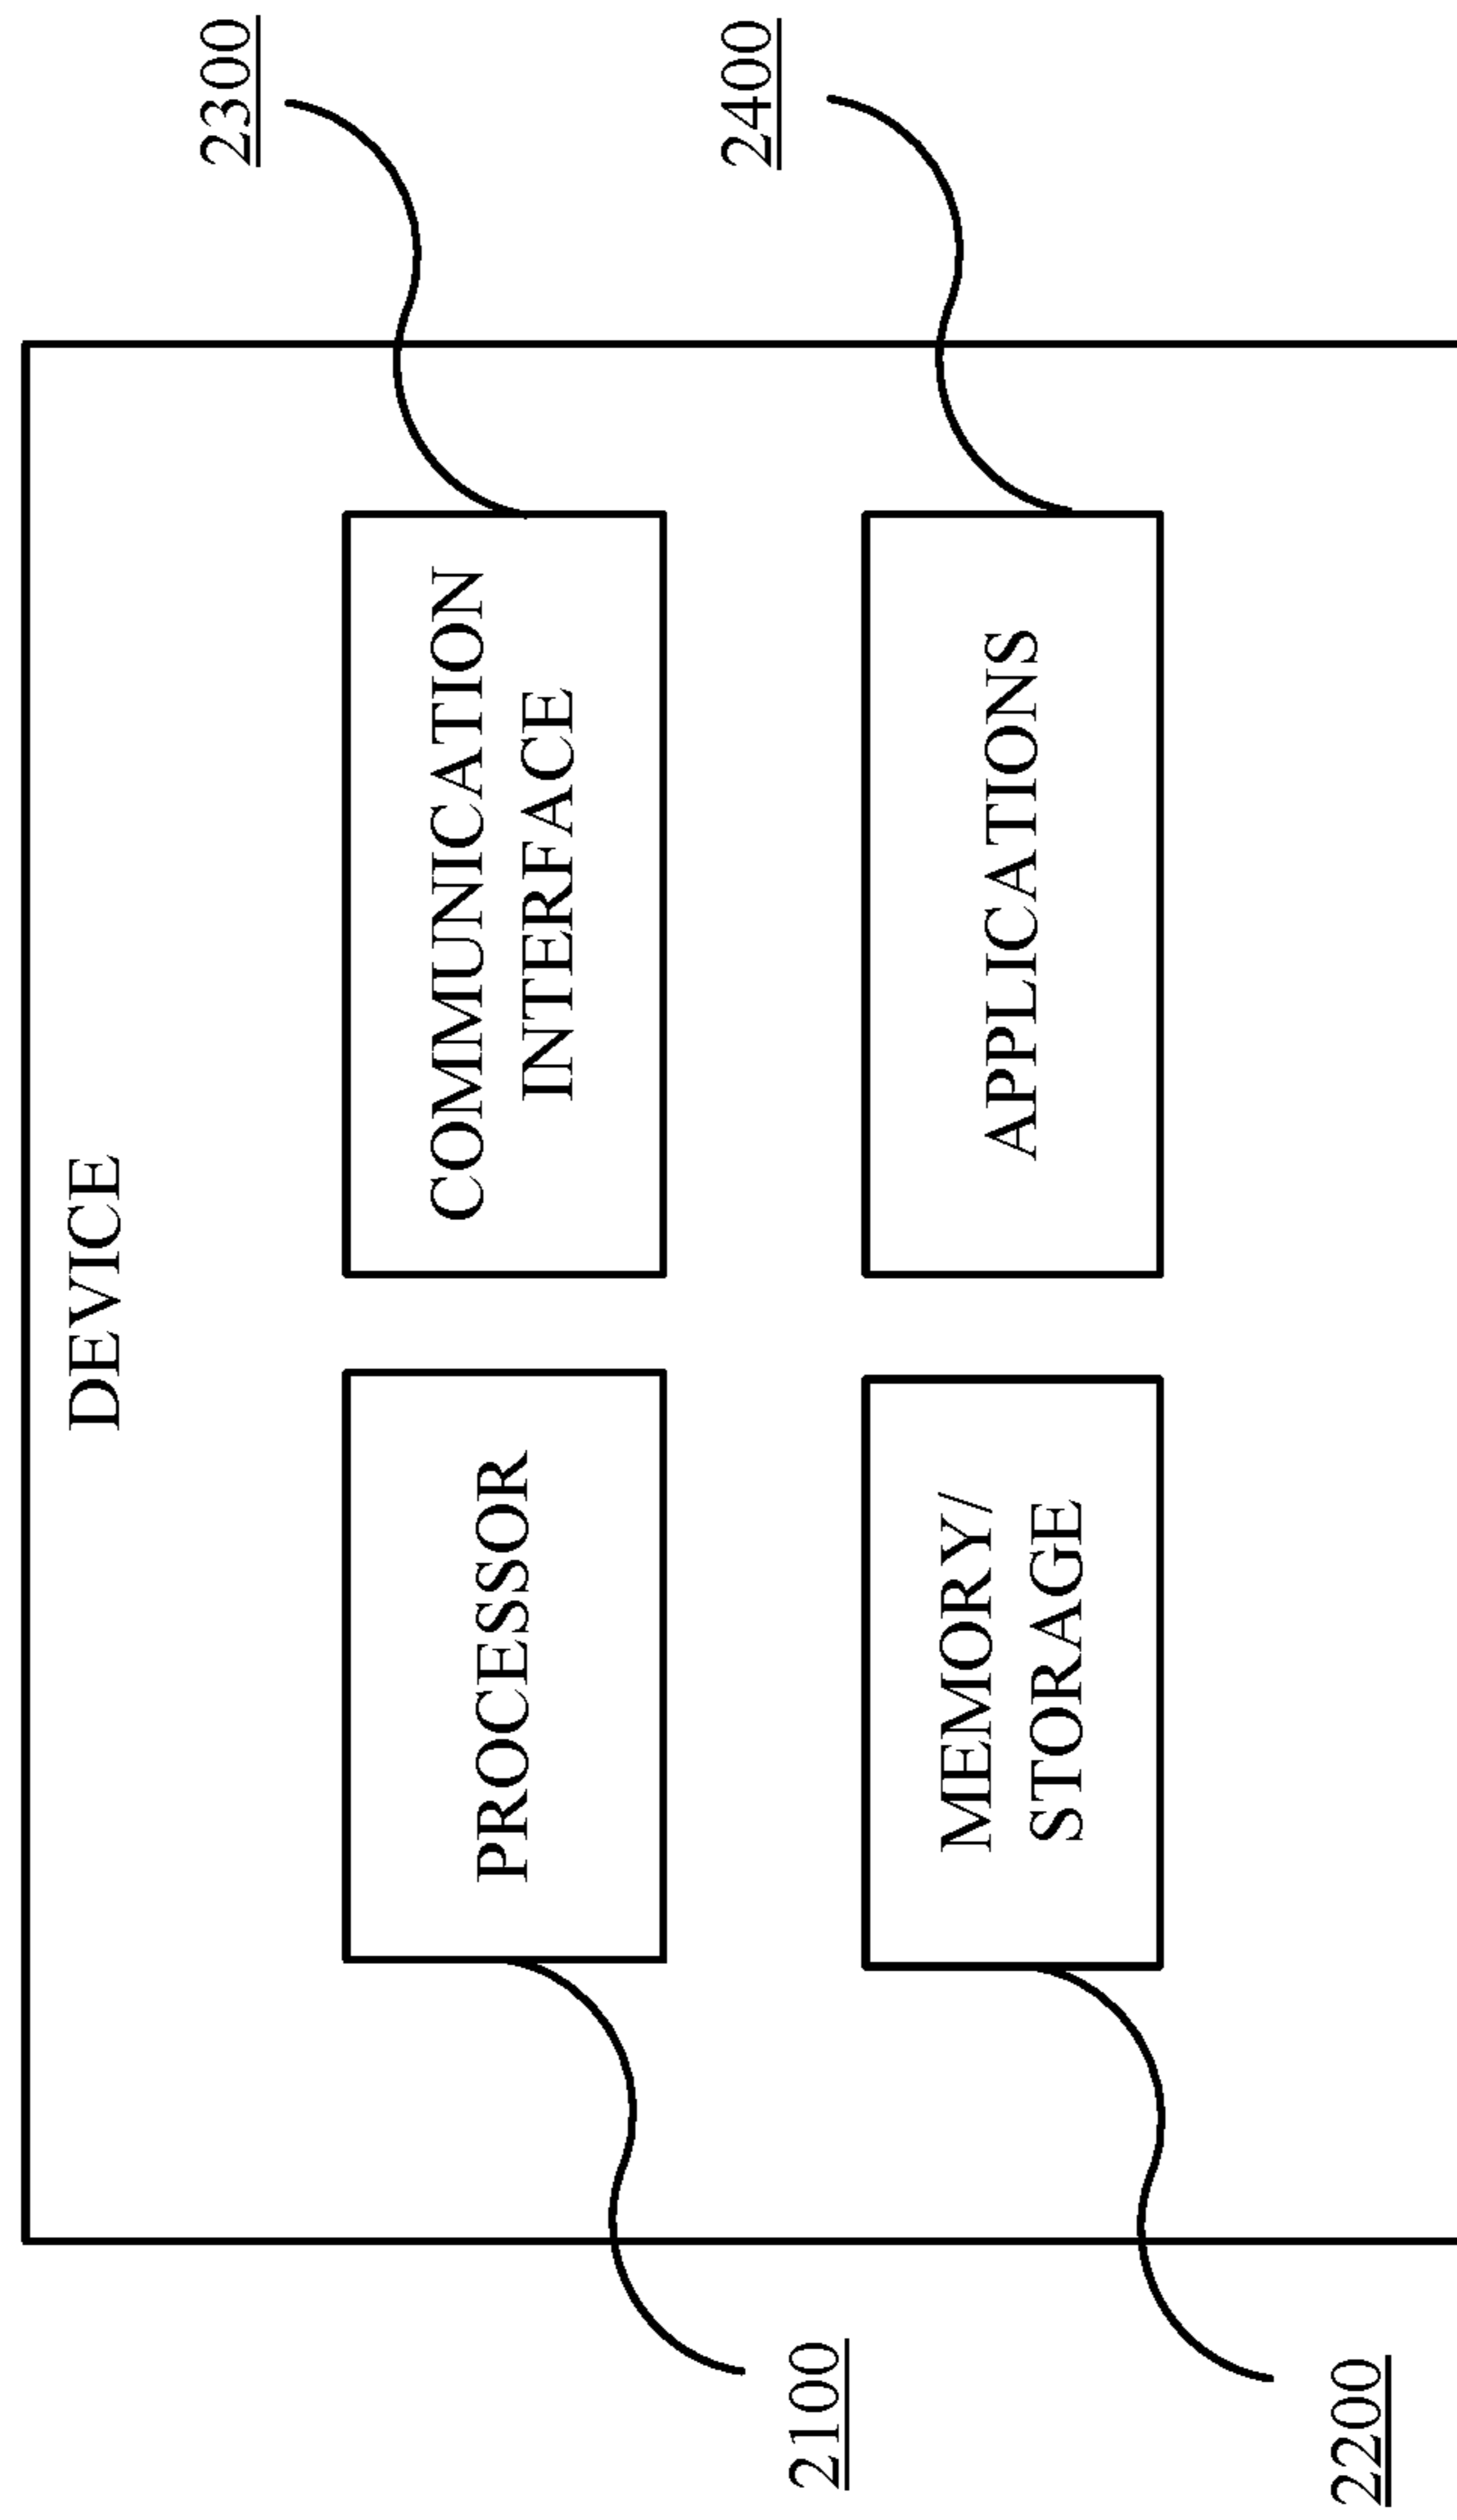 DEVICE
2300
PROCESSOR
COMMUNICATION
INTERFACE
2400
2100
MEMORY/
STORAGE
APPLICATIONS
2200